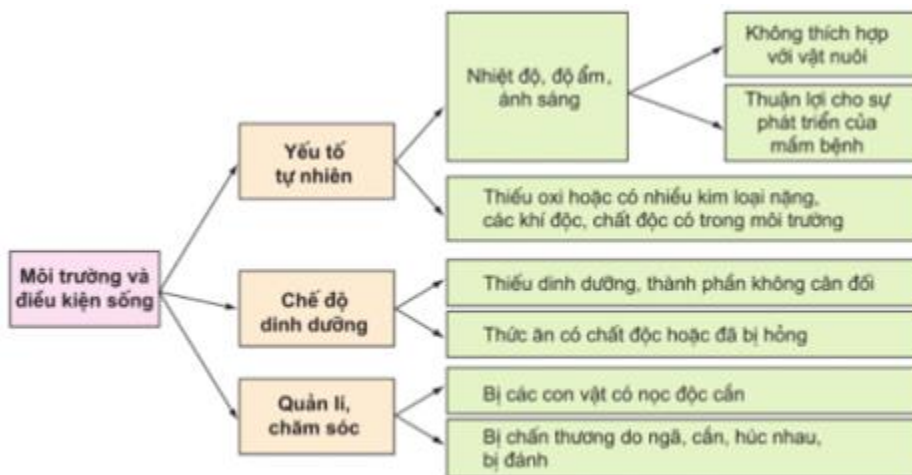 Môi trường và
điều kiện sống
Yếu tố
tự nhiên
Nhiệt độ, độ ẩm,
ánh sáng
Không thích hợp
với vật nuôi
Thuận lợi cho sự
phát triển của
mầm bệnh
Thiếu oxi hoặc có nhiều kim loại nặng,
các khí độc, chất độc có trong môi trường
Chế độ
dinh dưỡng
Thiếu dinh dưỡng, thành phần không cân đối
Thức ăn có chất độc hoặc đã bị hỏng
Quản lí,
chăm sóc
Bị các con vật có nọc độc cắn
Bị chấn thương do ngã, cắn, húc nhau,
bị đánh